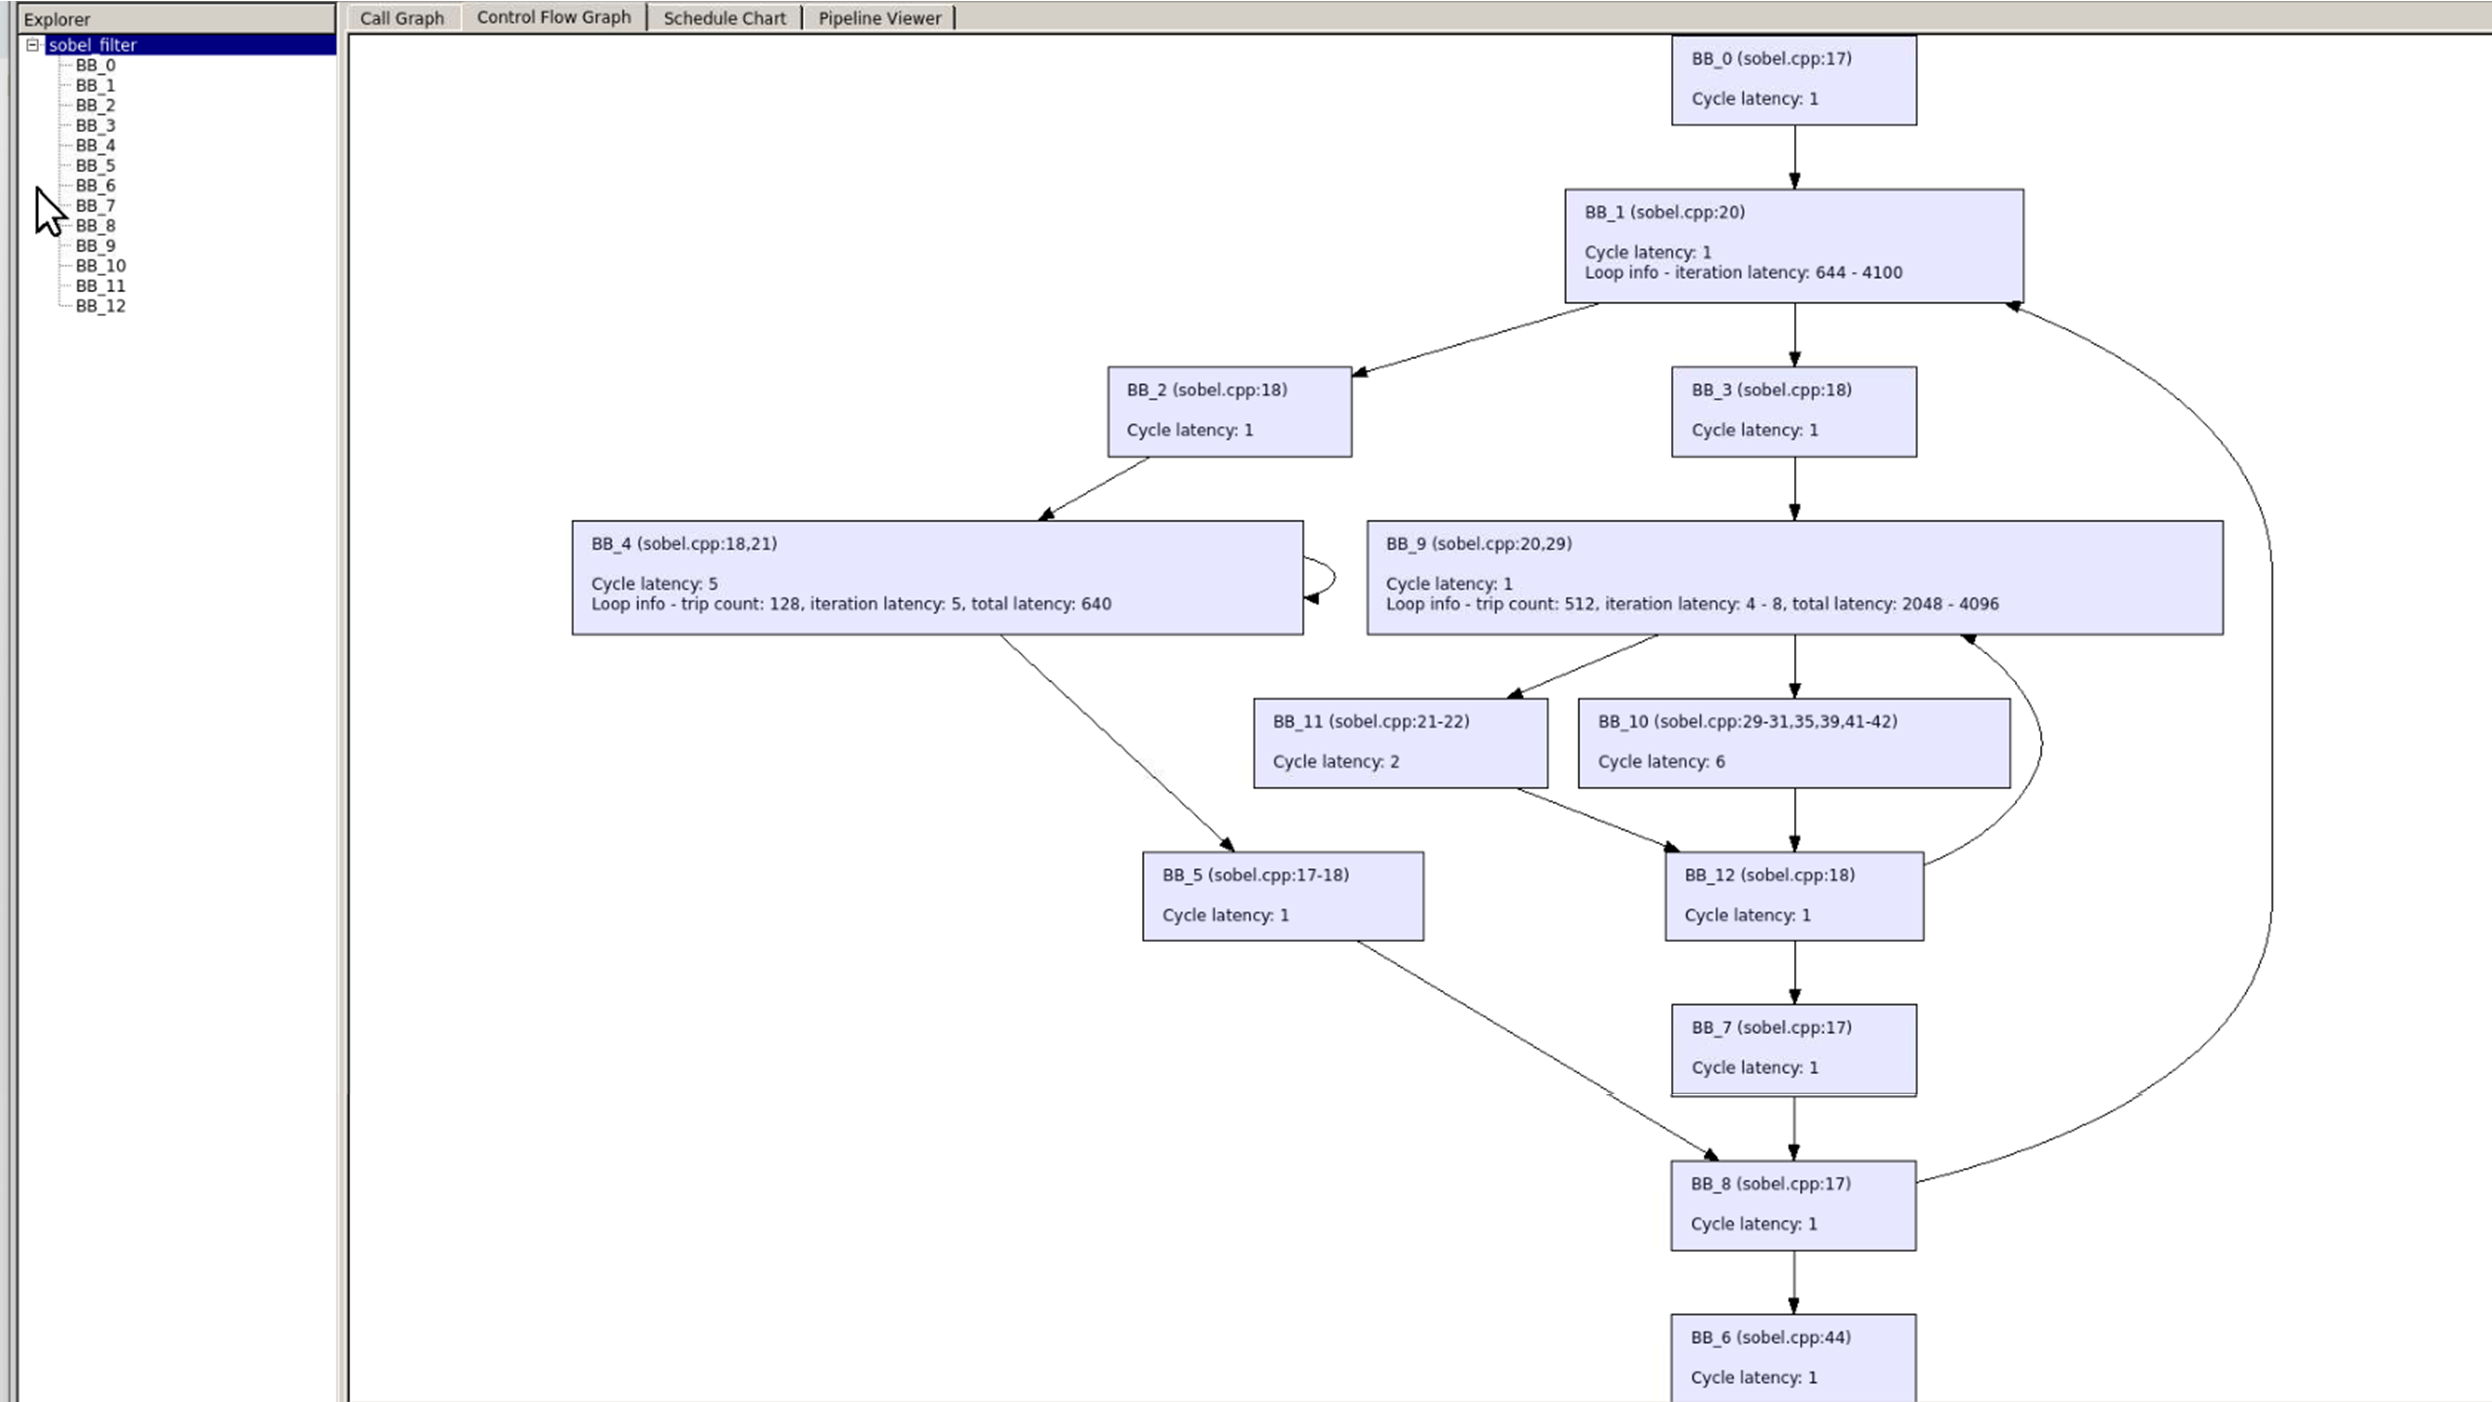 Explorer
sobel_filter
BB_0
BB_1
BB_2
BB_3
BB_4
BB_5
BB_6
BB_7
BB_8
BB_9
BB_10
BB_11
BB_12
Call Graph
Control Flow Graph
Schedule Chart
Pipeline Viewer
BB_0 (sobel.cpp:17)
Cycle latency: 1
BB_1 (sobel.cpp:20)
Cycle latency: 1
Loop info - iteration latency: 644 - 4100
BB_2 (sobel.cpp:18)
Cycle latency: 1
BB_3 (sobel.cpp:18)
Cycle latency: 1
BB_4 (sobel.cpp:18,21)
Cycle latency: 5
Loop info - trip count: 128, iteration latency: 5, total latency: 640
BB_9 (sobel.cpp:20,29)
Cycle latency: 1
Loop info - trip count: 512, iteration latency: 4 - 8, total latency: 2048 - 4096
BB_11 (sobel.cpp:21-22)
Cycle latency: 2
BB_10 (sobel.cpp:29-31,35,39,41-42)
Cycle latency: 6
BB_5 (sobel.cpp:17-18)
Cycle latency: 1
BB_12 (sobel.cpp:18)
Cycle latency: 1
BB_7 (sobel.cpp:17)
Cycle latency: 1
BB_8 (sobel.cpp:17)
Cycle latency: 1
BB_6 (sobel.cpp:44)
Cycle latency: 1